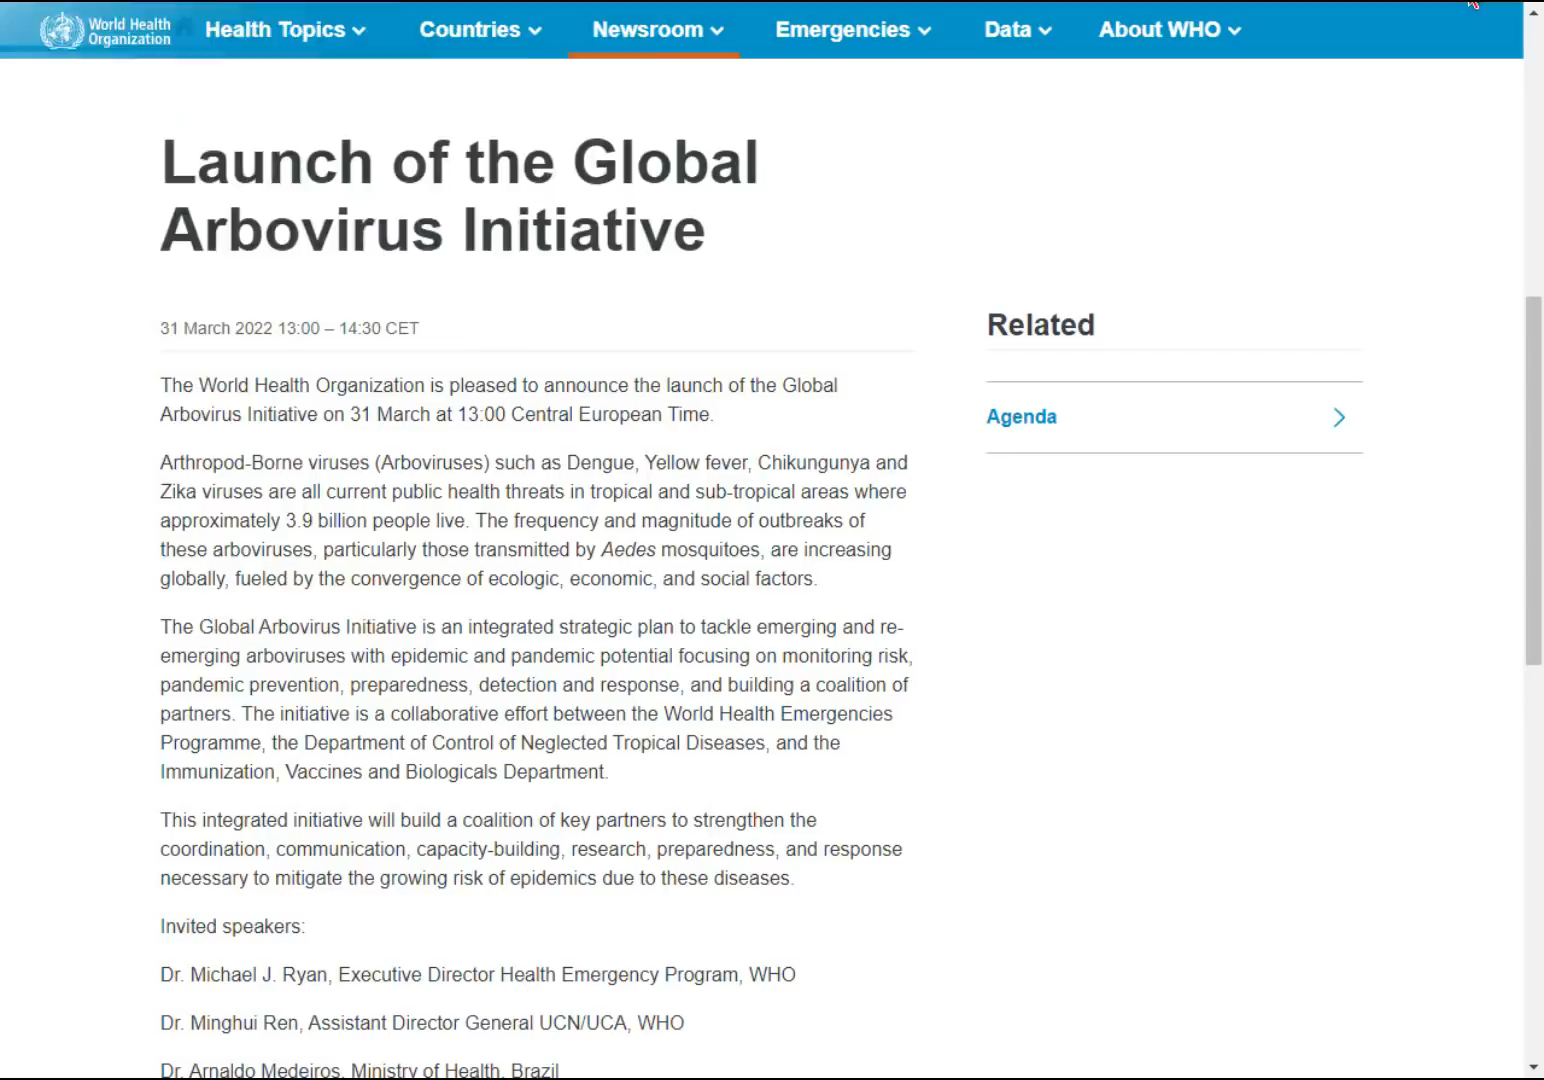 World Health
Organization
Health Topics
Countries
Newsroom
Emergencies
Data
About WHO
Launch of the Global
Arbovirus Initiative
31 March 2022 13:00 – 14:30 CET
The World Health Organization is pleased to announce the launch of the Global
Arbovirus Initiative on 31 March at 13:00 Central European Time.
Arthropod-Borne viruses (Arboviruses) such as Dengue, Yellow fever, Chikungunya and
Zika viruses are all current public health threats in tropical and sub-tropical areas where
approximately 3.9 billion people live. The frequency and magnitude of outbreaks of
these arboviruses, particularly those transmitted by Aedes mosquitoes, are increasing
globally, fueled by the convergence of ecologic, economic, and social factors.
The Global Arbovirus Initiative is an integrated strategic plan to tackle emerging and re-
emerging arboviruses with epidemic and pandemic potential focusing on monitoring risk,
pandemic prevention, preparedness, detection and response, and building a coalition of
partners. The initiative is a collaborative effort between the World Health Emergencies
Programme, the Department of Control of Neglected Tropical Diseases, and the
Immunization, Vaccines and Biologicals Department.
This integrated initiative will build a coalition of key partners to strengthen the
coordination, communication, capacity-building, research, preparedness, and response
necessary to mitigate the growing risk of epidemics due to these diseases.
Invited speakers:
Dr. Michael J. Ryan, Executive Director Health Emergency Program, WHO
Dr. Minghui Ren, Assistant Director General UCN/UCA, WHO
Dr. Arnaldo Medeiros, Ministry of Health, Brazil
Related
Agenda